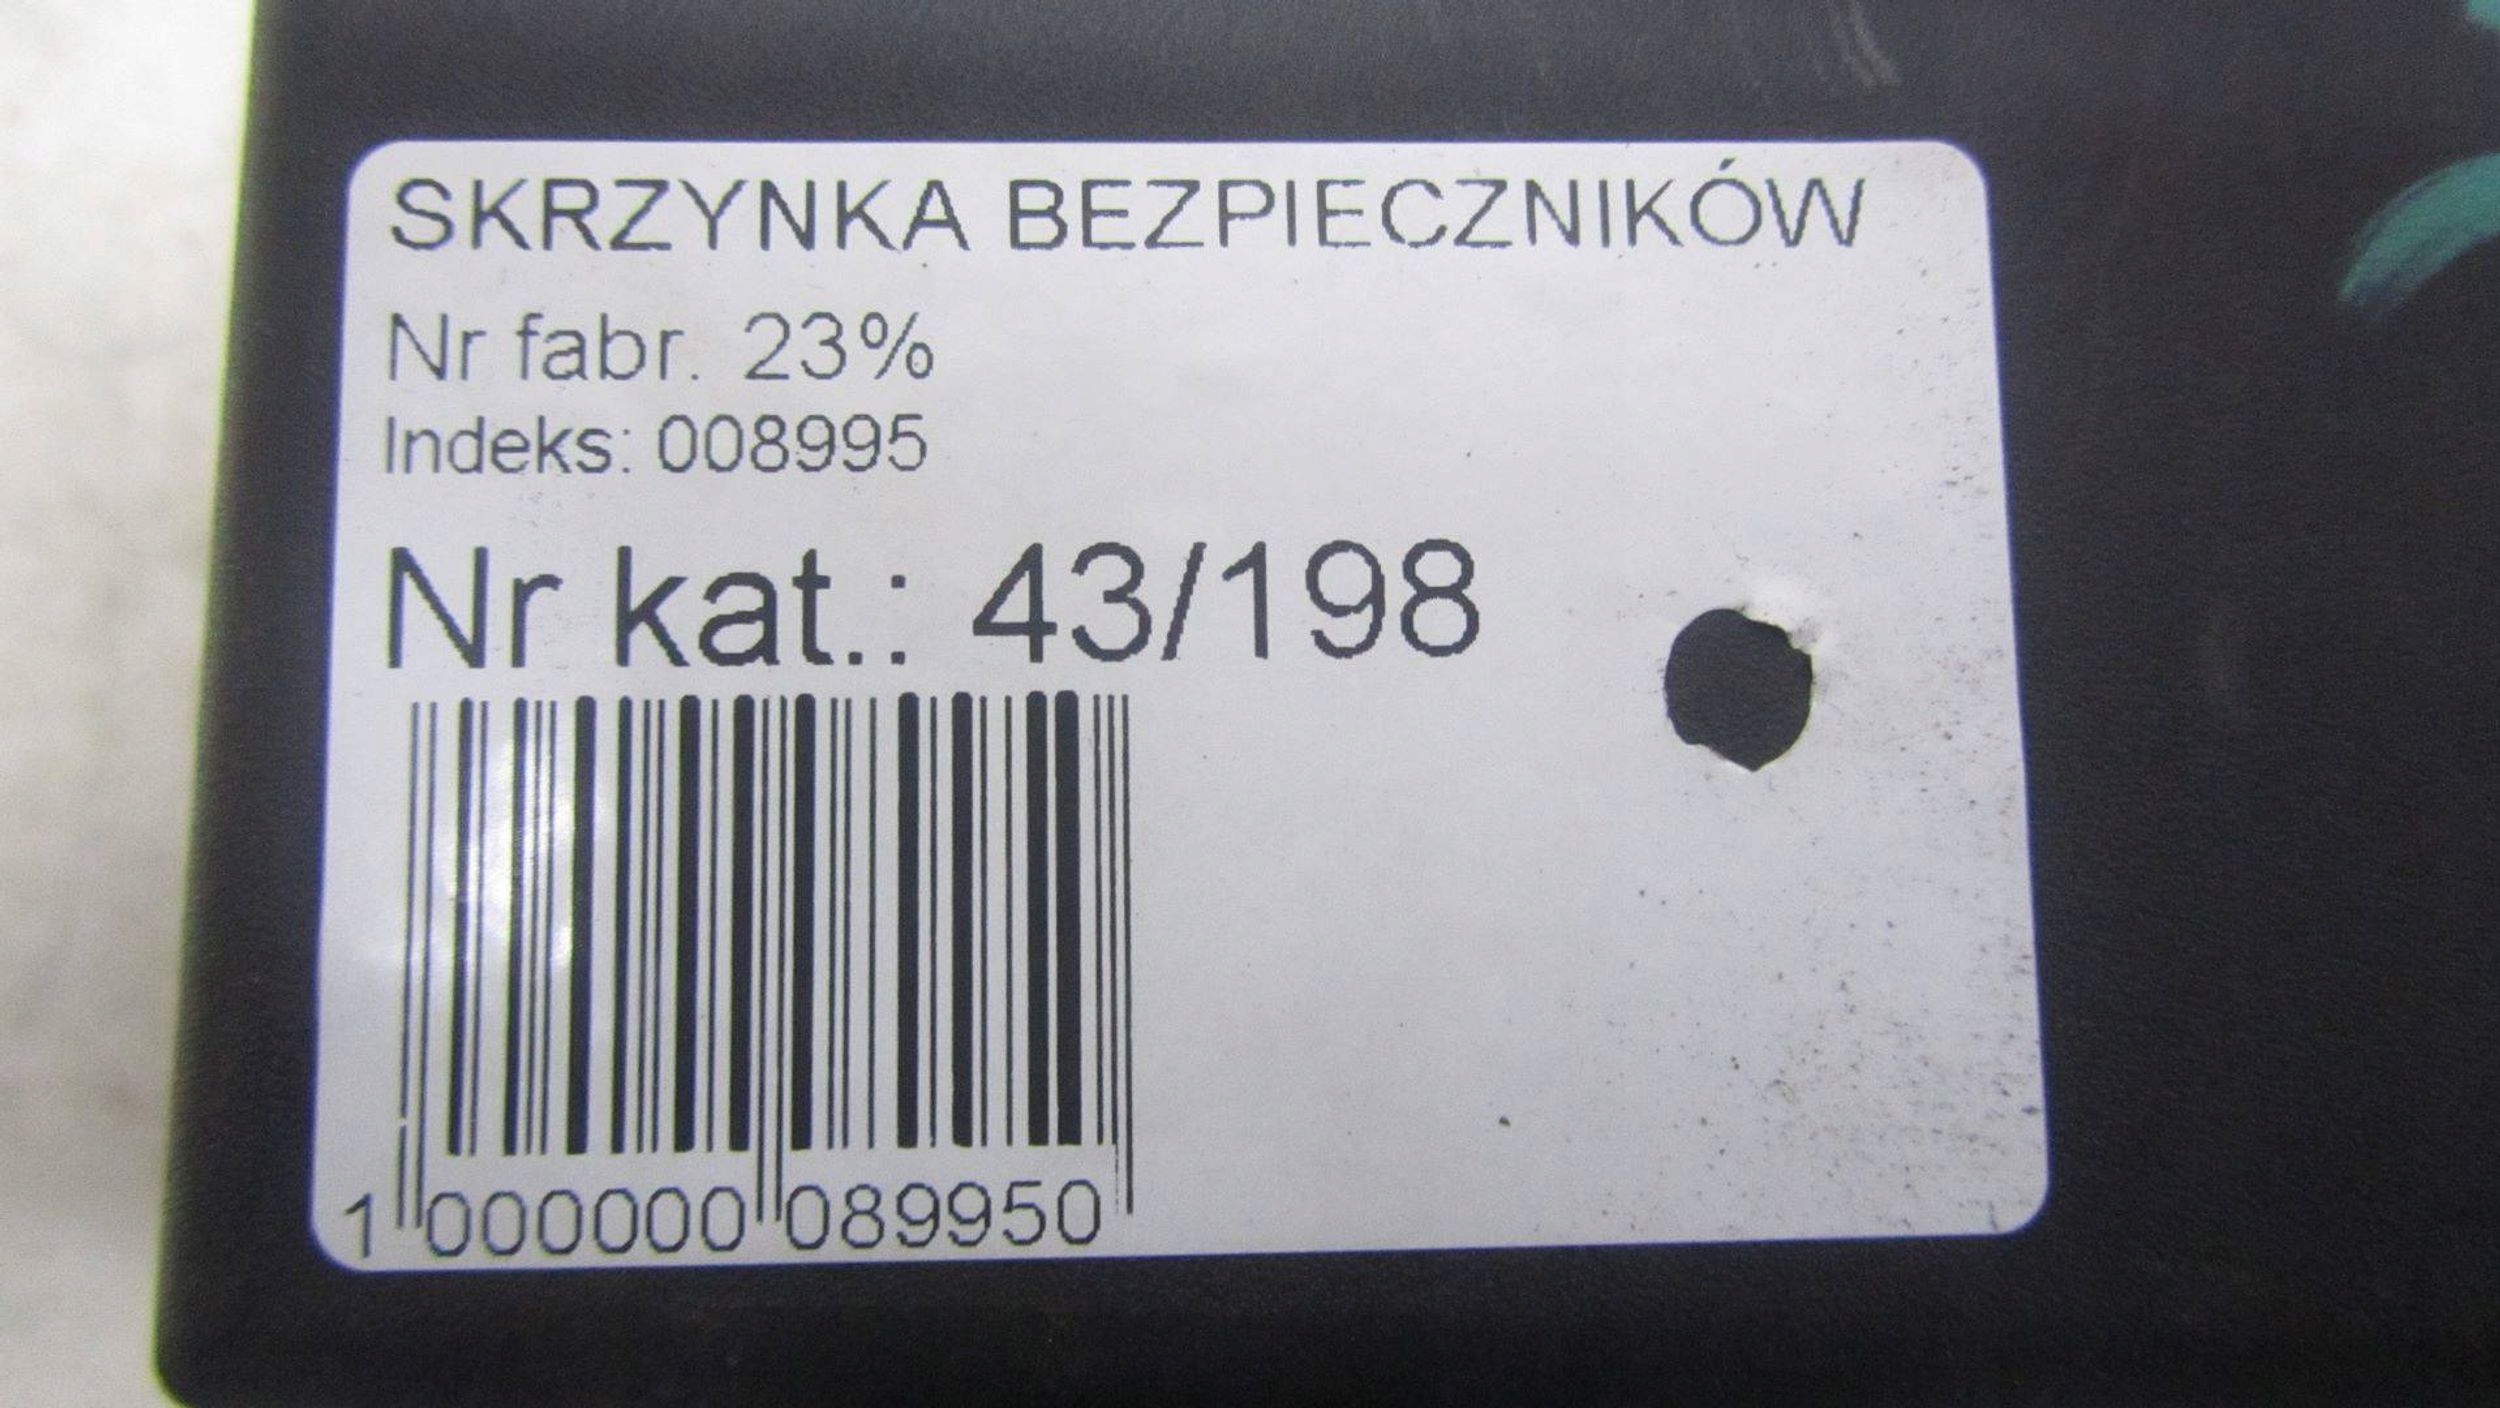 SKRZYNKA BEZPIECZNIKÓW
Nr fabr. 23%
Indeks: 008995
Nr kat.: 43/198
1 000000 089950